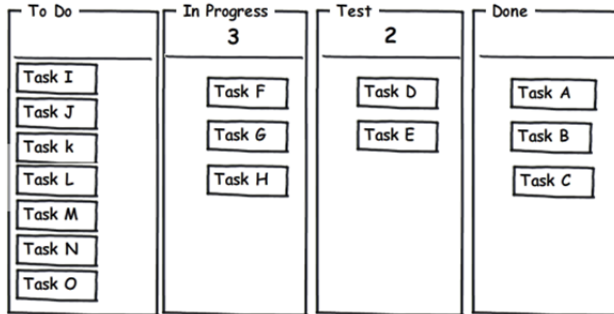 To Do
In Progress
Test
Done
3
2
Task I
Task J
Task k
Task L
Task M
Task N
Task O
Task F
Task G
Task H
Task D
Task E
Task A
Task B
Task C